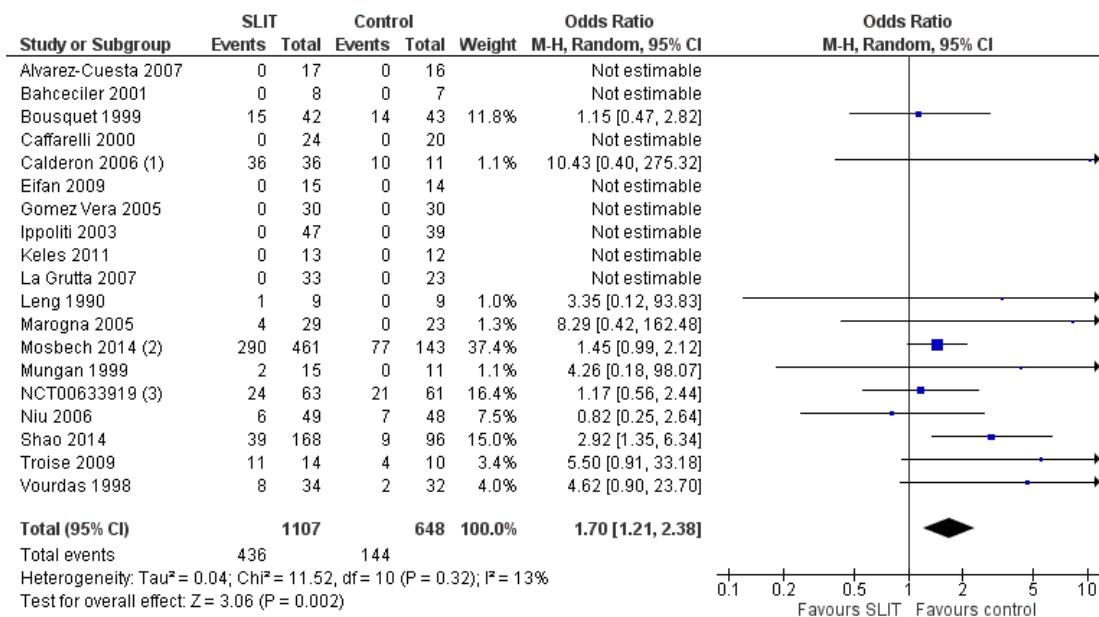 SLIT Control Odds Ratio Odds Ratio
Study or Subgroup Events Total Events Total Weight M-H, Random, 95% CI M-H, Random, 95% CI
Alvarez-Cuesta 2007 0 17 0 16 Not estimable
Bahceciler 2001 0 8 0 7 Not estimable
Bousquet 1999 15 42 14 43 11.8% 1.15 [0.47, 2.82]
Caffarelli 2000 0 24 0 20 Not estimable
Calderon 2006 (1) 36 36 10 11 1.1% 10.43 [0.40, 275.32]
Eifan 2009 0 15 0 14 Not estimable
Gomez Vera 2005 0 30 0 30 Not estimable
Ippoliti 2003 0 47 0 39 Not estimable
Keles 2011 0 13 0 12 Not estimable
La Grutta 2007 0 33 0 23 Not estimable
Leng 1990 1 9 0 9 1.0% 3.35 [0.12, 93.83]
Marogna 2005 4 29 0 23 1.3% 8.29 [0.42, 162.48]
Mosbech 2014 (2) 290 461 77 143 37.4% 1.45 [0.99, 2.12]
Mungan 1999 2 15 0 11 1.1% 4.26 [0.18, 98.07]
NCT00633919 (3) 24 63 21 61 16.4% 1.17 [0.56, 2.44]
Niu 2006 6 49 7 48 7.5% 0.82 [0.25, 2.64]
Shao 2014 39 168 9 96 15.0% 2.92 [1.35, 6.34]
Troise 2009 11 14 4 10 3.4% 5.50 [0.91, 33.18]
Vourdas 1998 8 34 2 32 4.0% 4.62 [0.90, 23.70]
Total (95% CI) 1107 648 100.0% 1.70 [1.21, 2.38]
Total events 436 144
Heterogeneity: Tau² = 0.04; Chi² = 11.52, df = 10 (P = 0.32); I² = 13%
Test for overall effect: Z = 3.06 (P = 0.002)
0.1 0.2 0.5 1 2 5 10
Favours SLIT Favours control